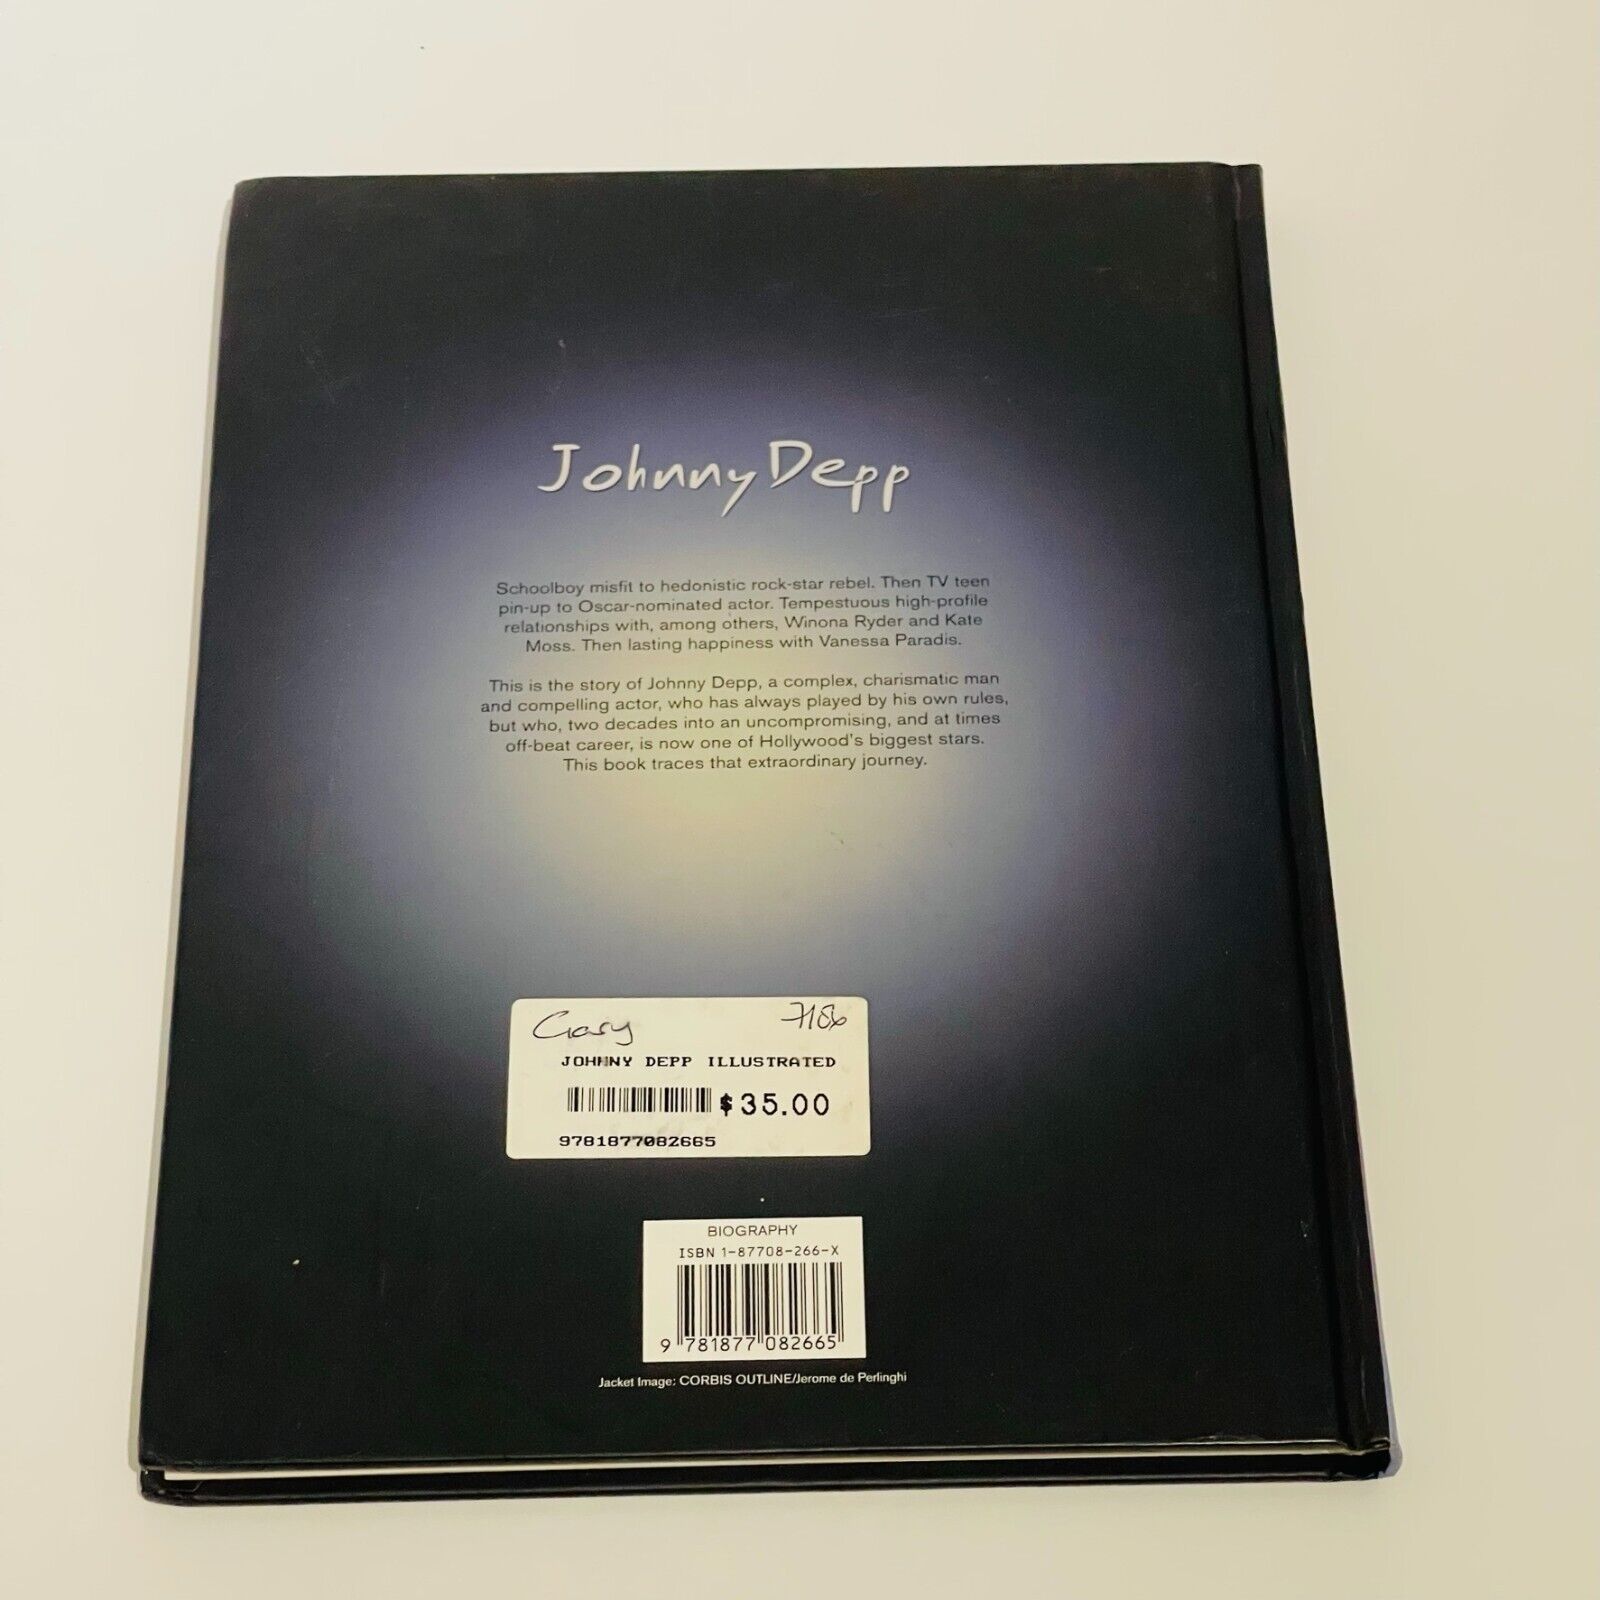 Johnny Depp
Schoolboy misfit to hedonistic rock-star rebel. Then TV teen
pin-up to Oscar-nominated actor. Tempestuous high-profile
relationships with, among others, Winona Ryder and Kate
Moss. Then lasting happiness with Vanessa Paradis.
This is the story of Johnny Depp, a complex, charismatic man
and compelling actor, who has always played by his own rules,
but who, two decades into an uncompromising, and at times
off-beat career, is now one of Hollywood's biggest stars.
This book traces that extraordinary journey.
Gary
JOHNNY DEPP ILLUSTRATED
$35.00
9781877082665
BIOGRAPHY
ISBN 1-87708-266-X
9 781877 082665
Jacket Image: CORBIS OUTLINE/Jerome de Perlinghi